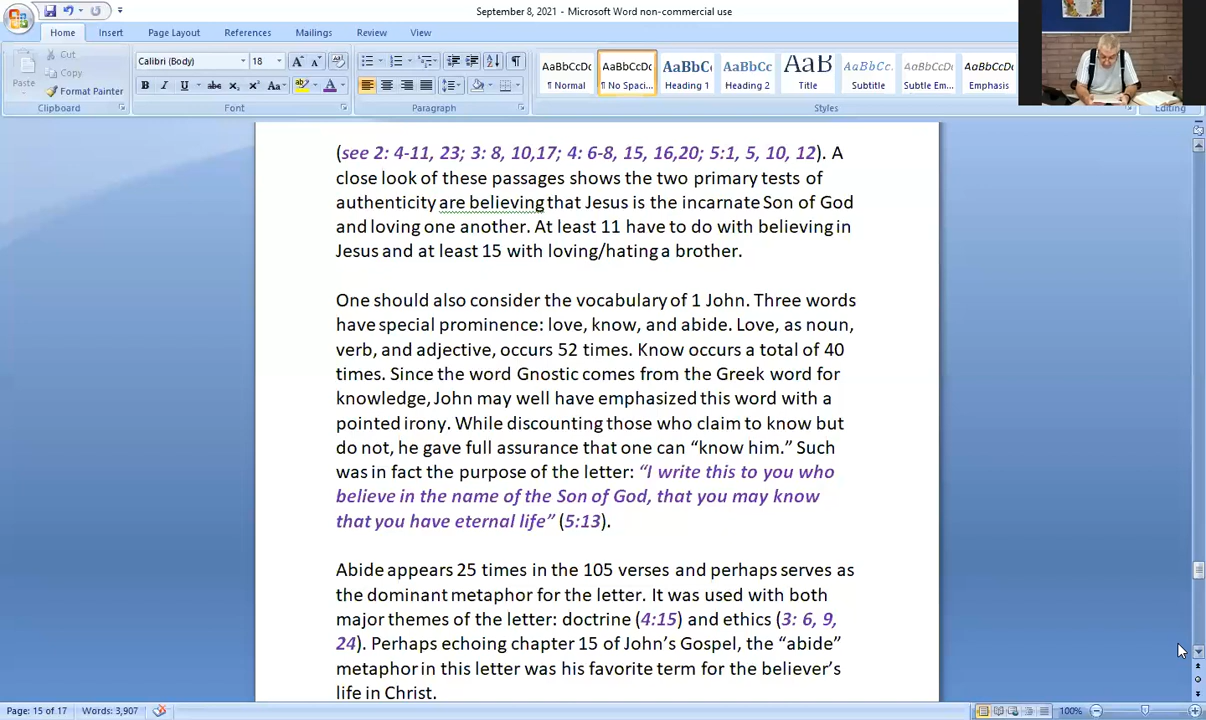 September 8, 2021 - Microsoft Word non-commercial use
Home Insert Page Layout References Mailings Review View
Cut
Copy
Paste
Format Painter
Clipboard
Calibri (Body) 18
Font
Paragraph
AaBbCcDc AaBbCcDc AaBbC AaBbCc AaB AaBbCc. AaBbCcDc AaBbCcDc
¶ Normal ¶ No Spaci... Heading 1 Heading 2 Title Subtitle Subtle Em... Emphasis
Styles
Editing
(see 2: 4-11, 23; 3: 8, 10,17; 4: 6-8, 15, 16,20; 5:1, 5, 10, 12). A
close look of these passages shows the two primary tests of
authenticity are believing that Jesus is the incarnate Son of God
and loving one another. At least 11 have to do with believing in
Jesus and at least 15 with loving/hating a brother.
One should also consider the vocabulary of 1 John. Three words
have special prominence: love, know, and abide. Love, as noun,
verb, and adjective, occurs 52 times. Know occurs a total of 40
times. Since the word Gnostic comes from the Greek word for
knowledge, John may well have emphasized this word with a
pointed irony. While discounting those who claim to know but
do not, he gave full assurance that one can “know him.” Such
was in fact the purpose of the letter: “I write this to you who
believe in the name of the Son of God, that you may know
that you have eternal life” (5:13).
Abide appears 25 times in the 105 verses and perhaps serves as
the dominant metaphor for the letter. It was used with both
major themes of the letter: doctrine (4:15) and ethics (3: 6, 9,
24). Perhaps echoing chapter 15 of John’s Gospel, the “abide”
metaphor in this letter was his favorite term for the believer’s
life in Christ.
Page: 15 of 17 Words: 3,907 100%